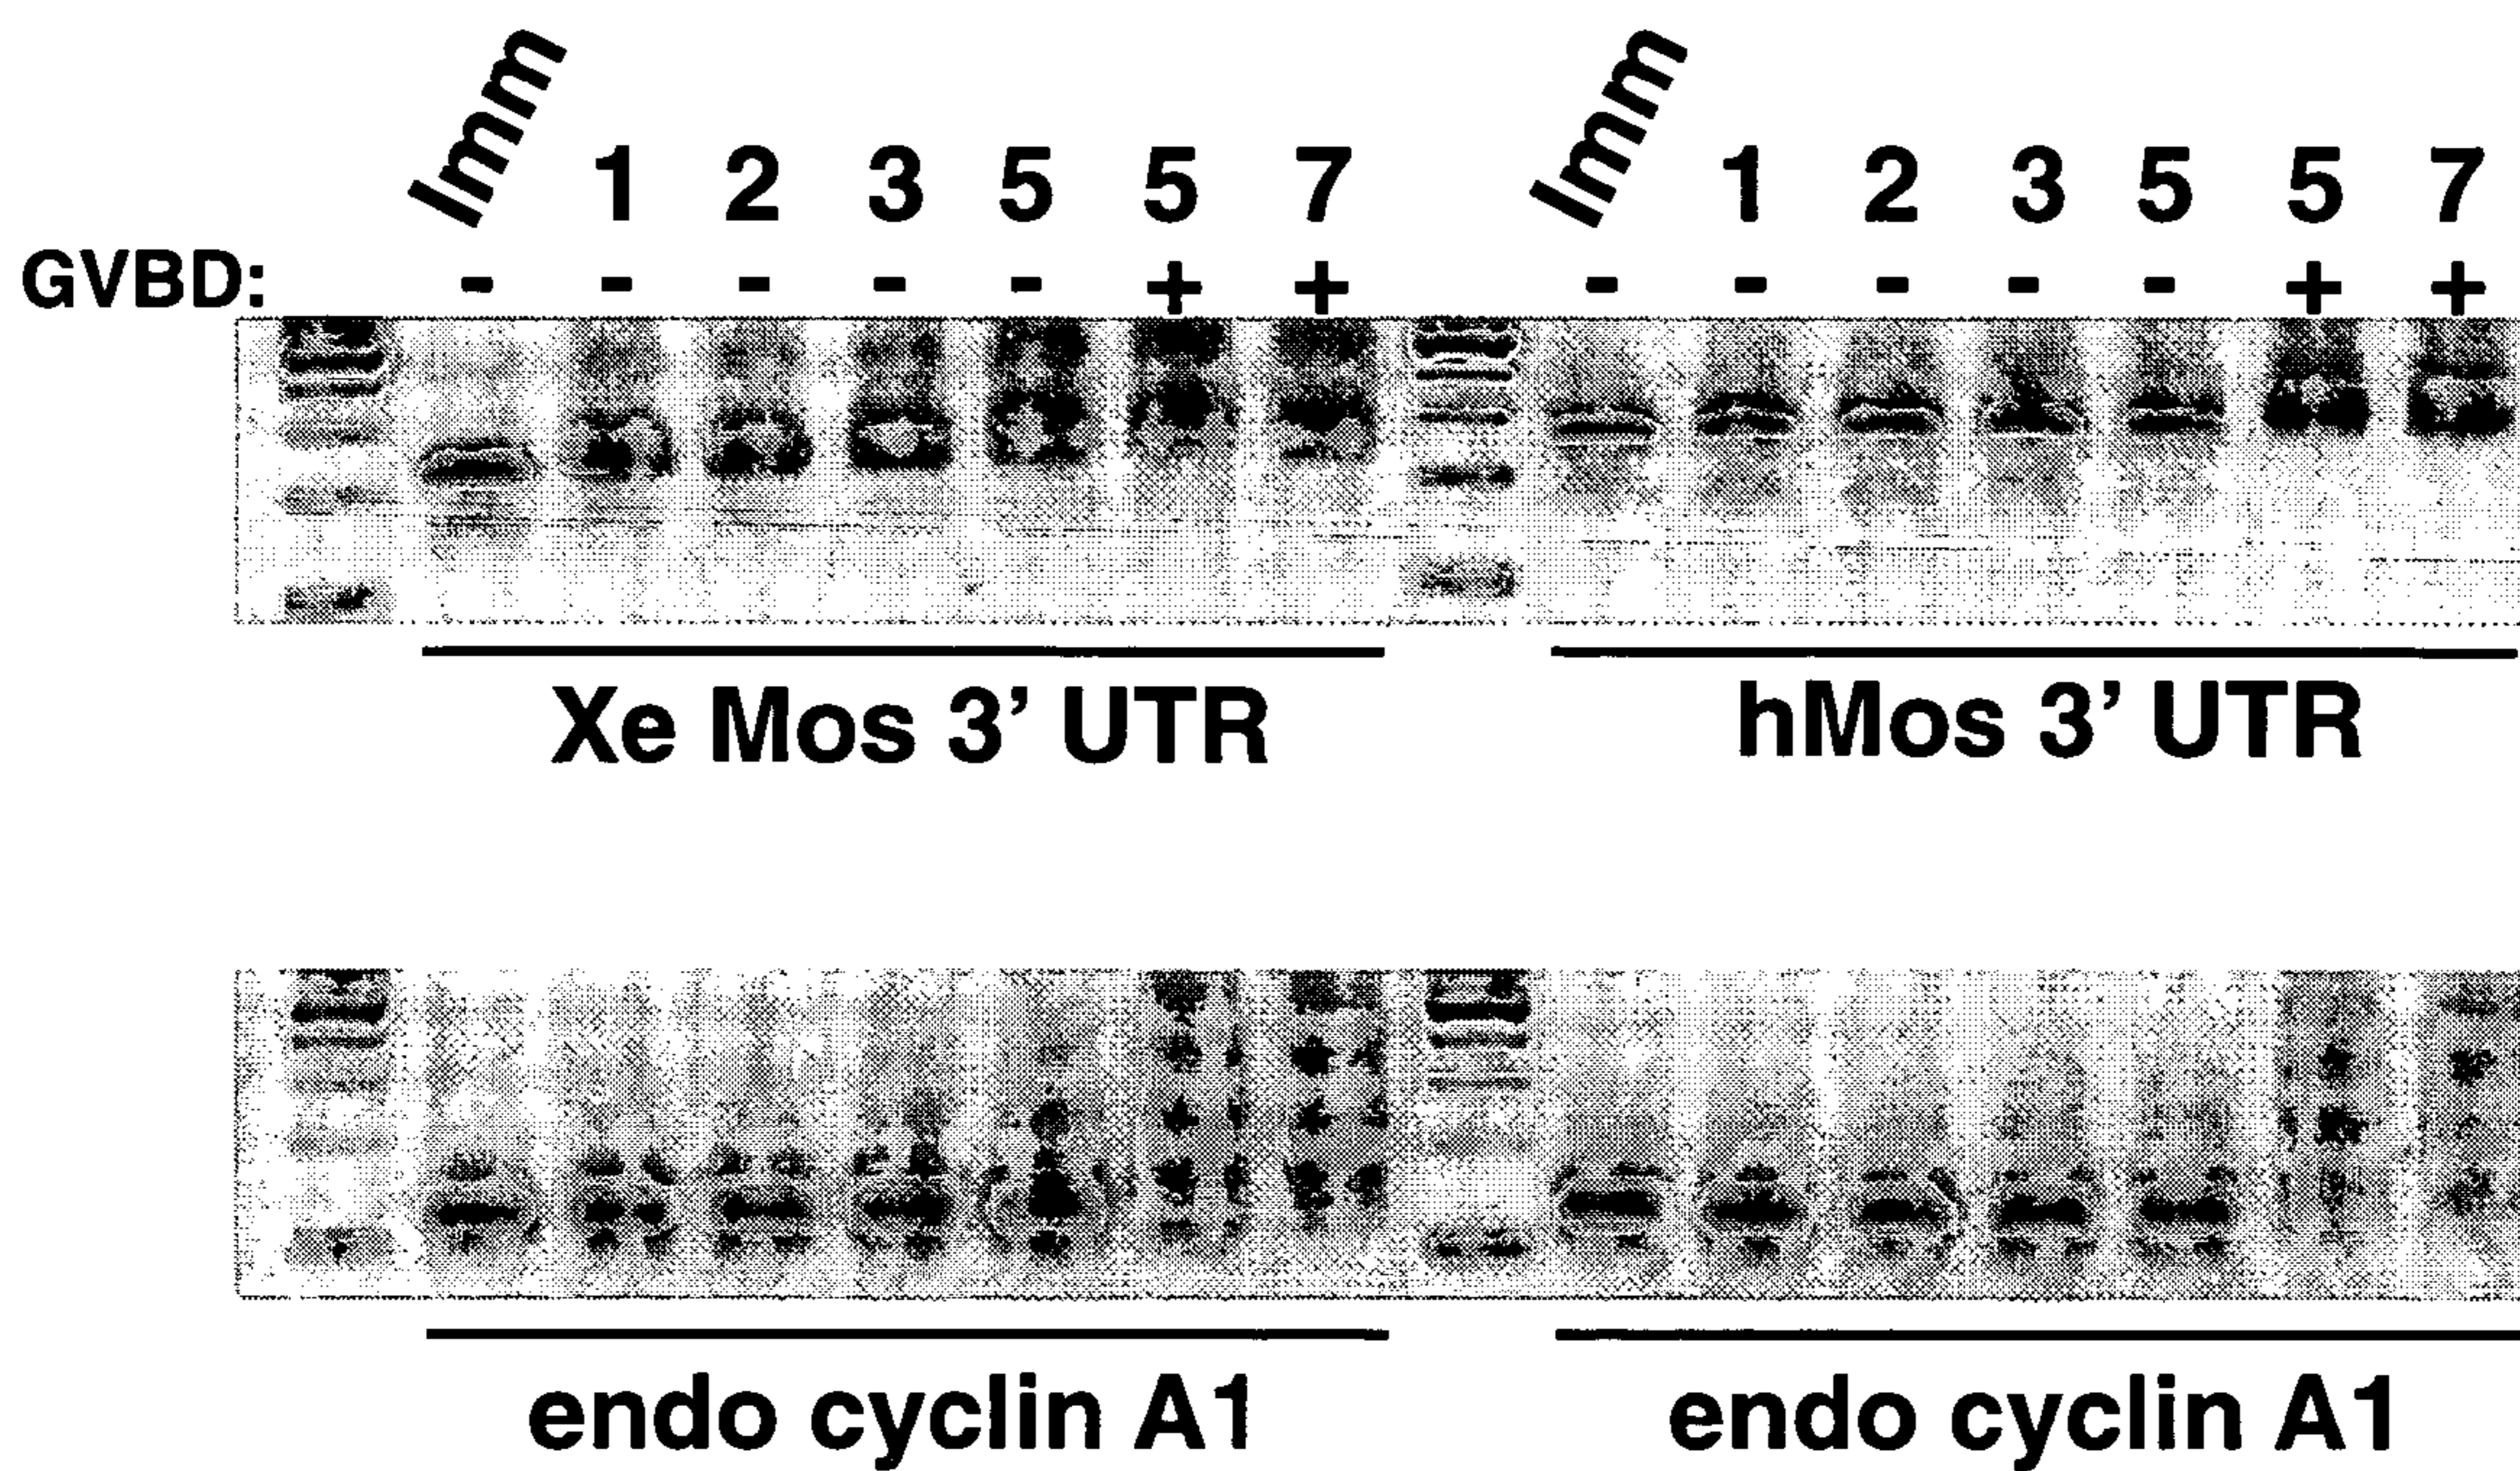 Imm 1 2 3 5 5 7 Imm 1 2 3 5 5 7
GVBD: - - - - - + + - - - - - + +
Xe Mos 3’ UTR hMos 3’ UTR
endo cyclin A1 endo cyclin A1